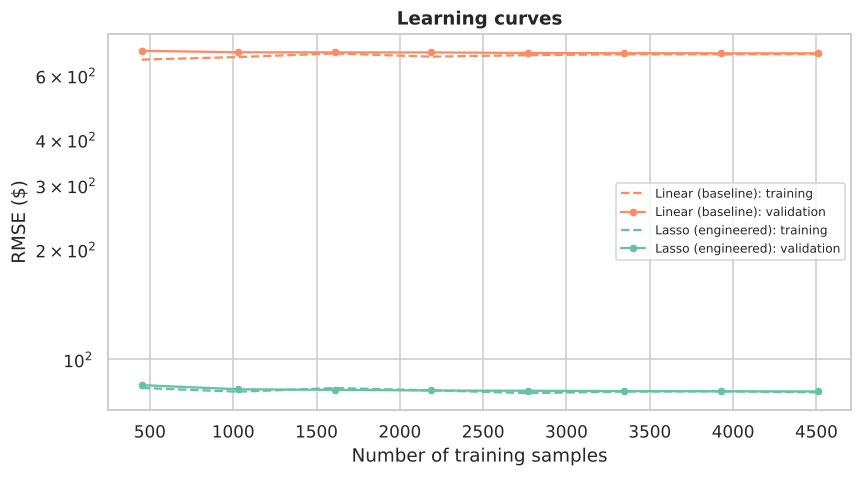 Learning curves
RMSE ($)
6 × 10²
4 × 10²
3 × 10²
2 × 10²
10²
Linear (baseline): training
Linear (baseline): validation
Lasso (engineered): training
Lasso (engineered): validation
500 1000 1500 2000 2500 3000 3500 4000 4500
Number of training samples